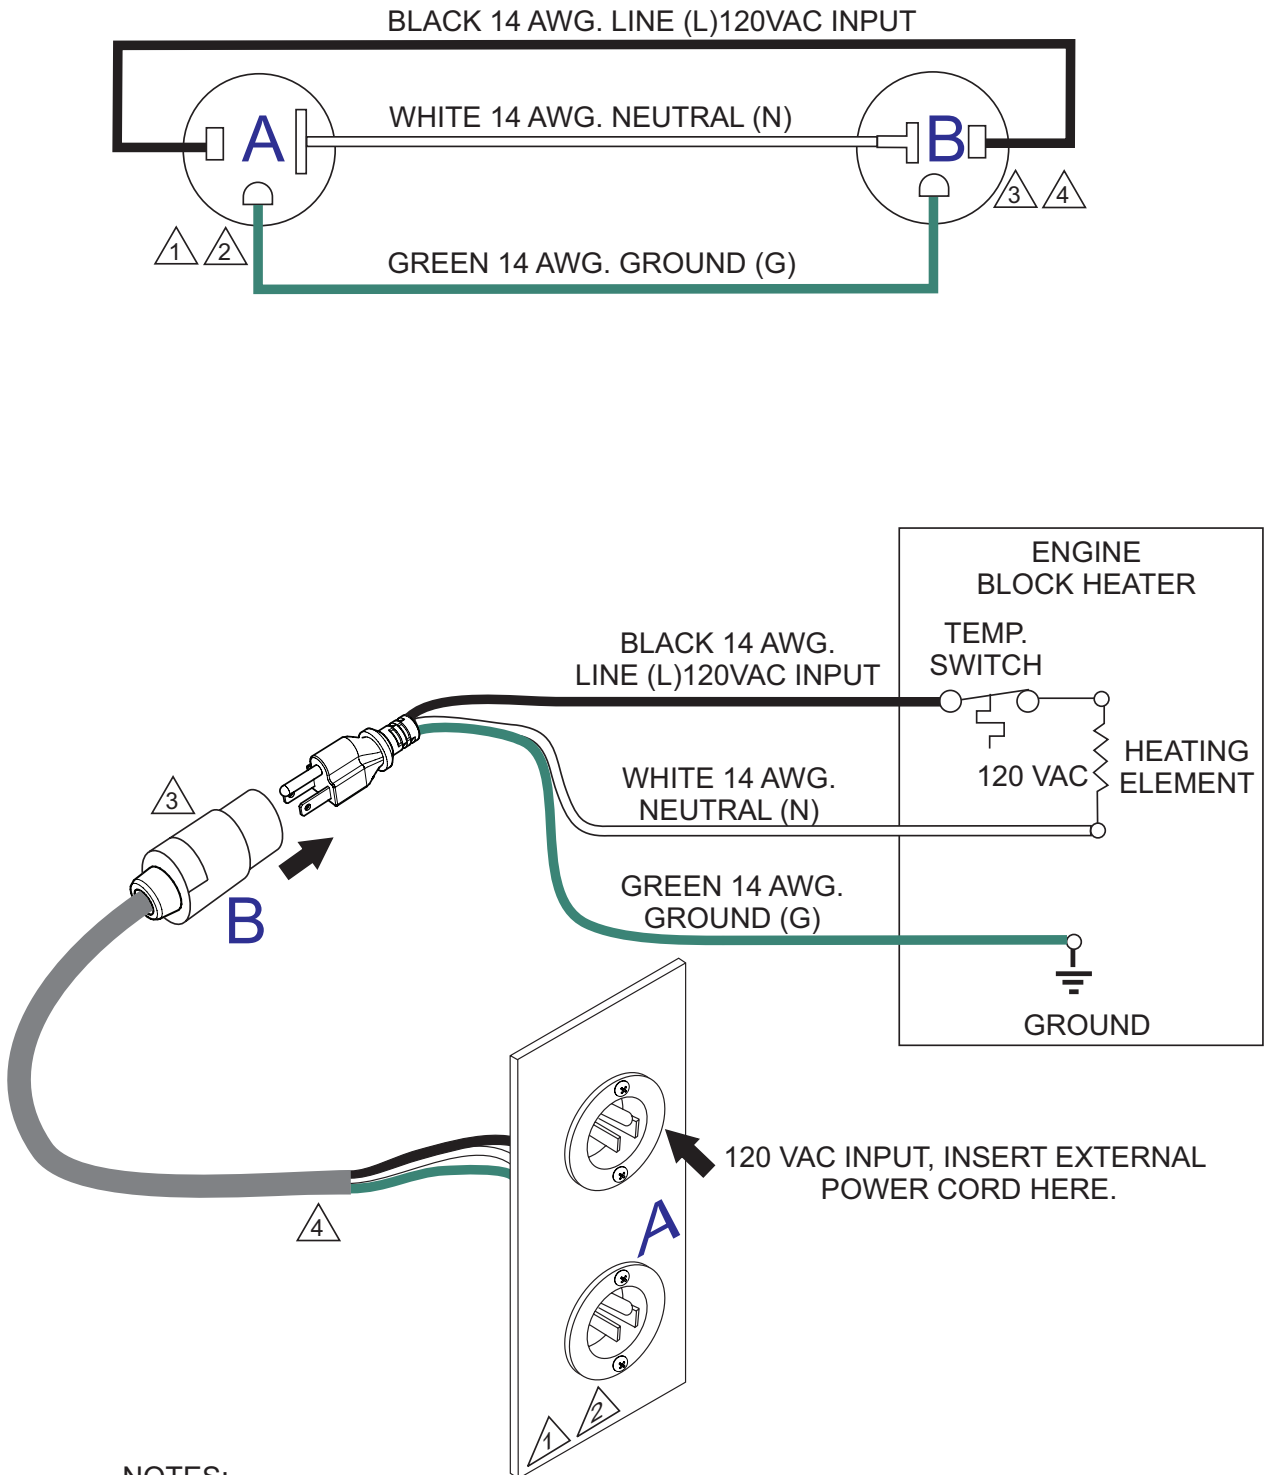 BLACK 14 AWG. LINE (L)120VAC INPUT
A
WHITE 14 AWG. NEUTRAL (N)
B
1 2
3 4
GREEN 14 AWG. GROUND (G)
ENGINE
BLOCK HEATER
BLACK 14 AWG.
LINE (L)120VAC INPUT
TEMP.
SWITCH
120 VAC
HEATING
ELEMENT
WHITE 14 AWG.
NEUTRAL (N)
3
B
GREEN 14 AWG.
GROUND (G)
GROUND
120 VAC INPUT, INSERT EXTERNAL
POWER CORD HERE.
4
A
1 2
NOTES: